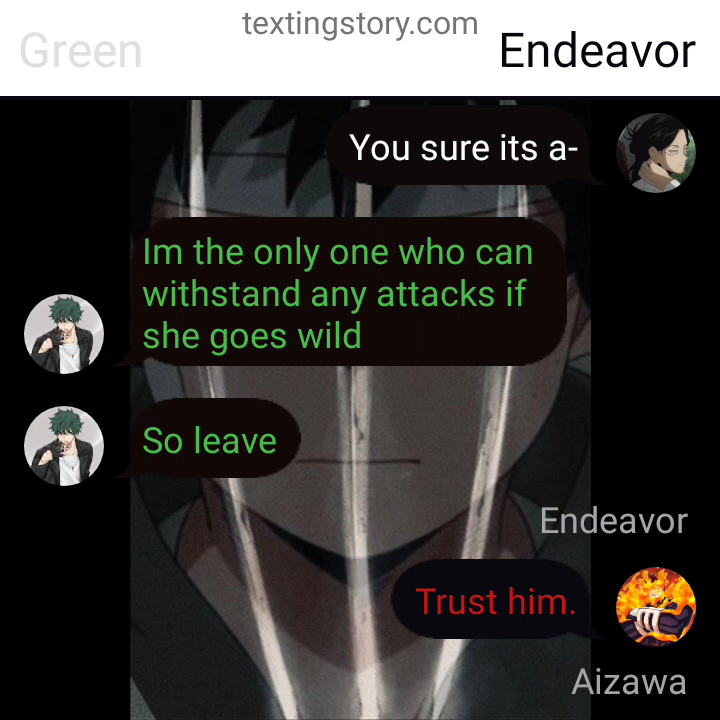 textingstory.com
Green
Endeavor
You sure its a-
Im the only one who can
withstand any attacks if
she goes wild
So leave
Endeavor
Trust him.
Aizawa